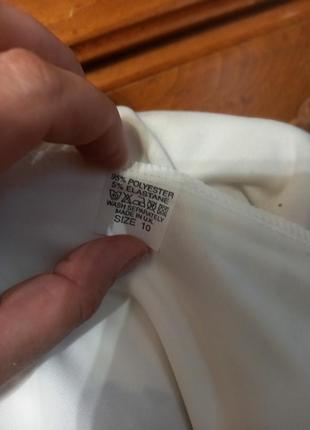 95% POLYESTER
5% ELASTANE
WASH SEPARATELY
MADE IN U.K.
SIZE 10